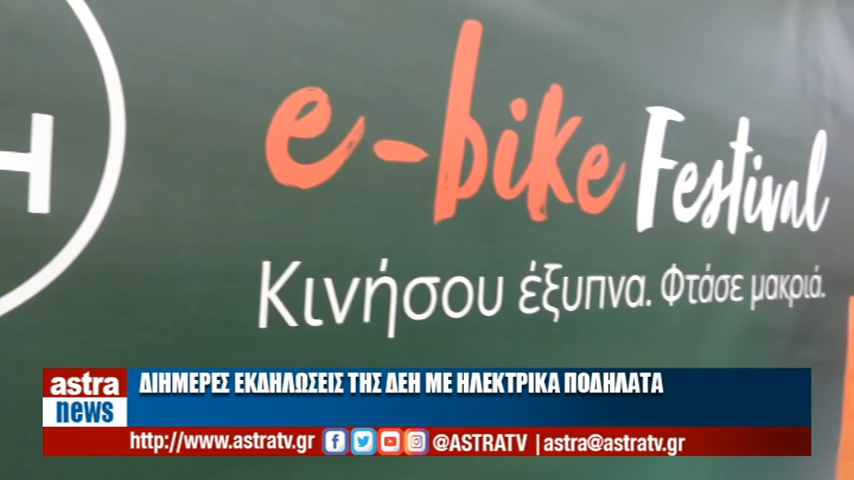 Η
e-bike Festival
Κινήσου έξυπνα. Φτάσε μακριά.
astra
news
ΔΙΗΜΕΡΕΣ ΕΚΔΗΛΩΣΕΙΣ ΤΗΣ ΔΕΗ ΜΕ ΗΛΕΚΤΡΙΚΑ ΠΟΔΗΛΑΤΑ
http://www.astratv.gr @ASTRATV | astra@astratv.gr